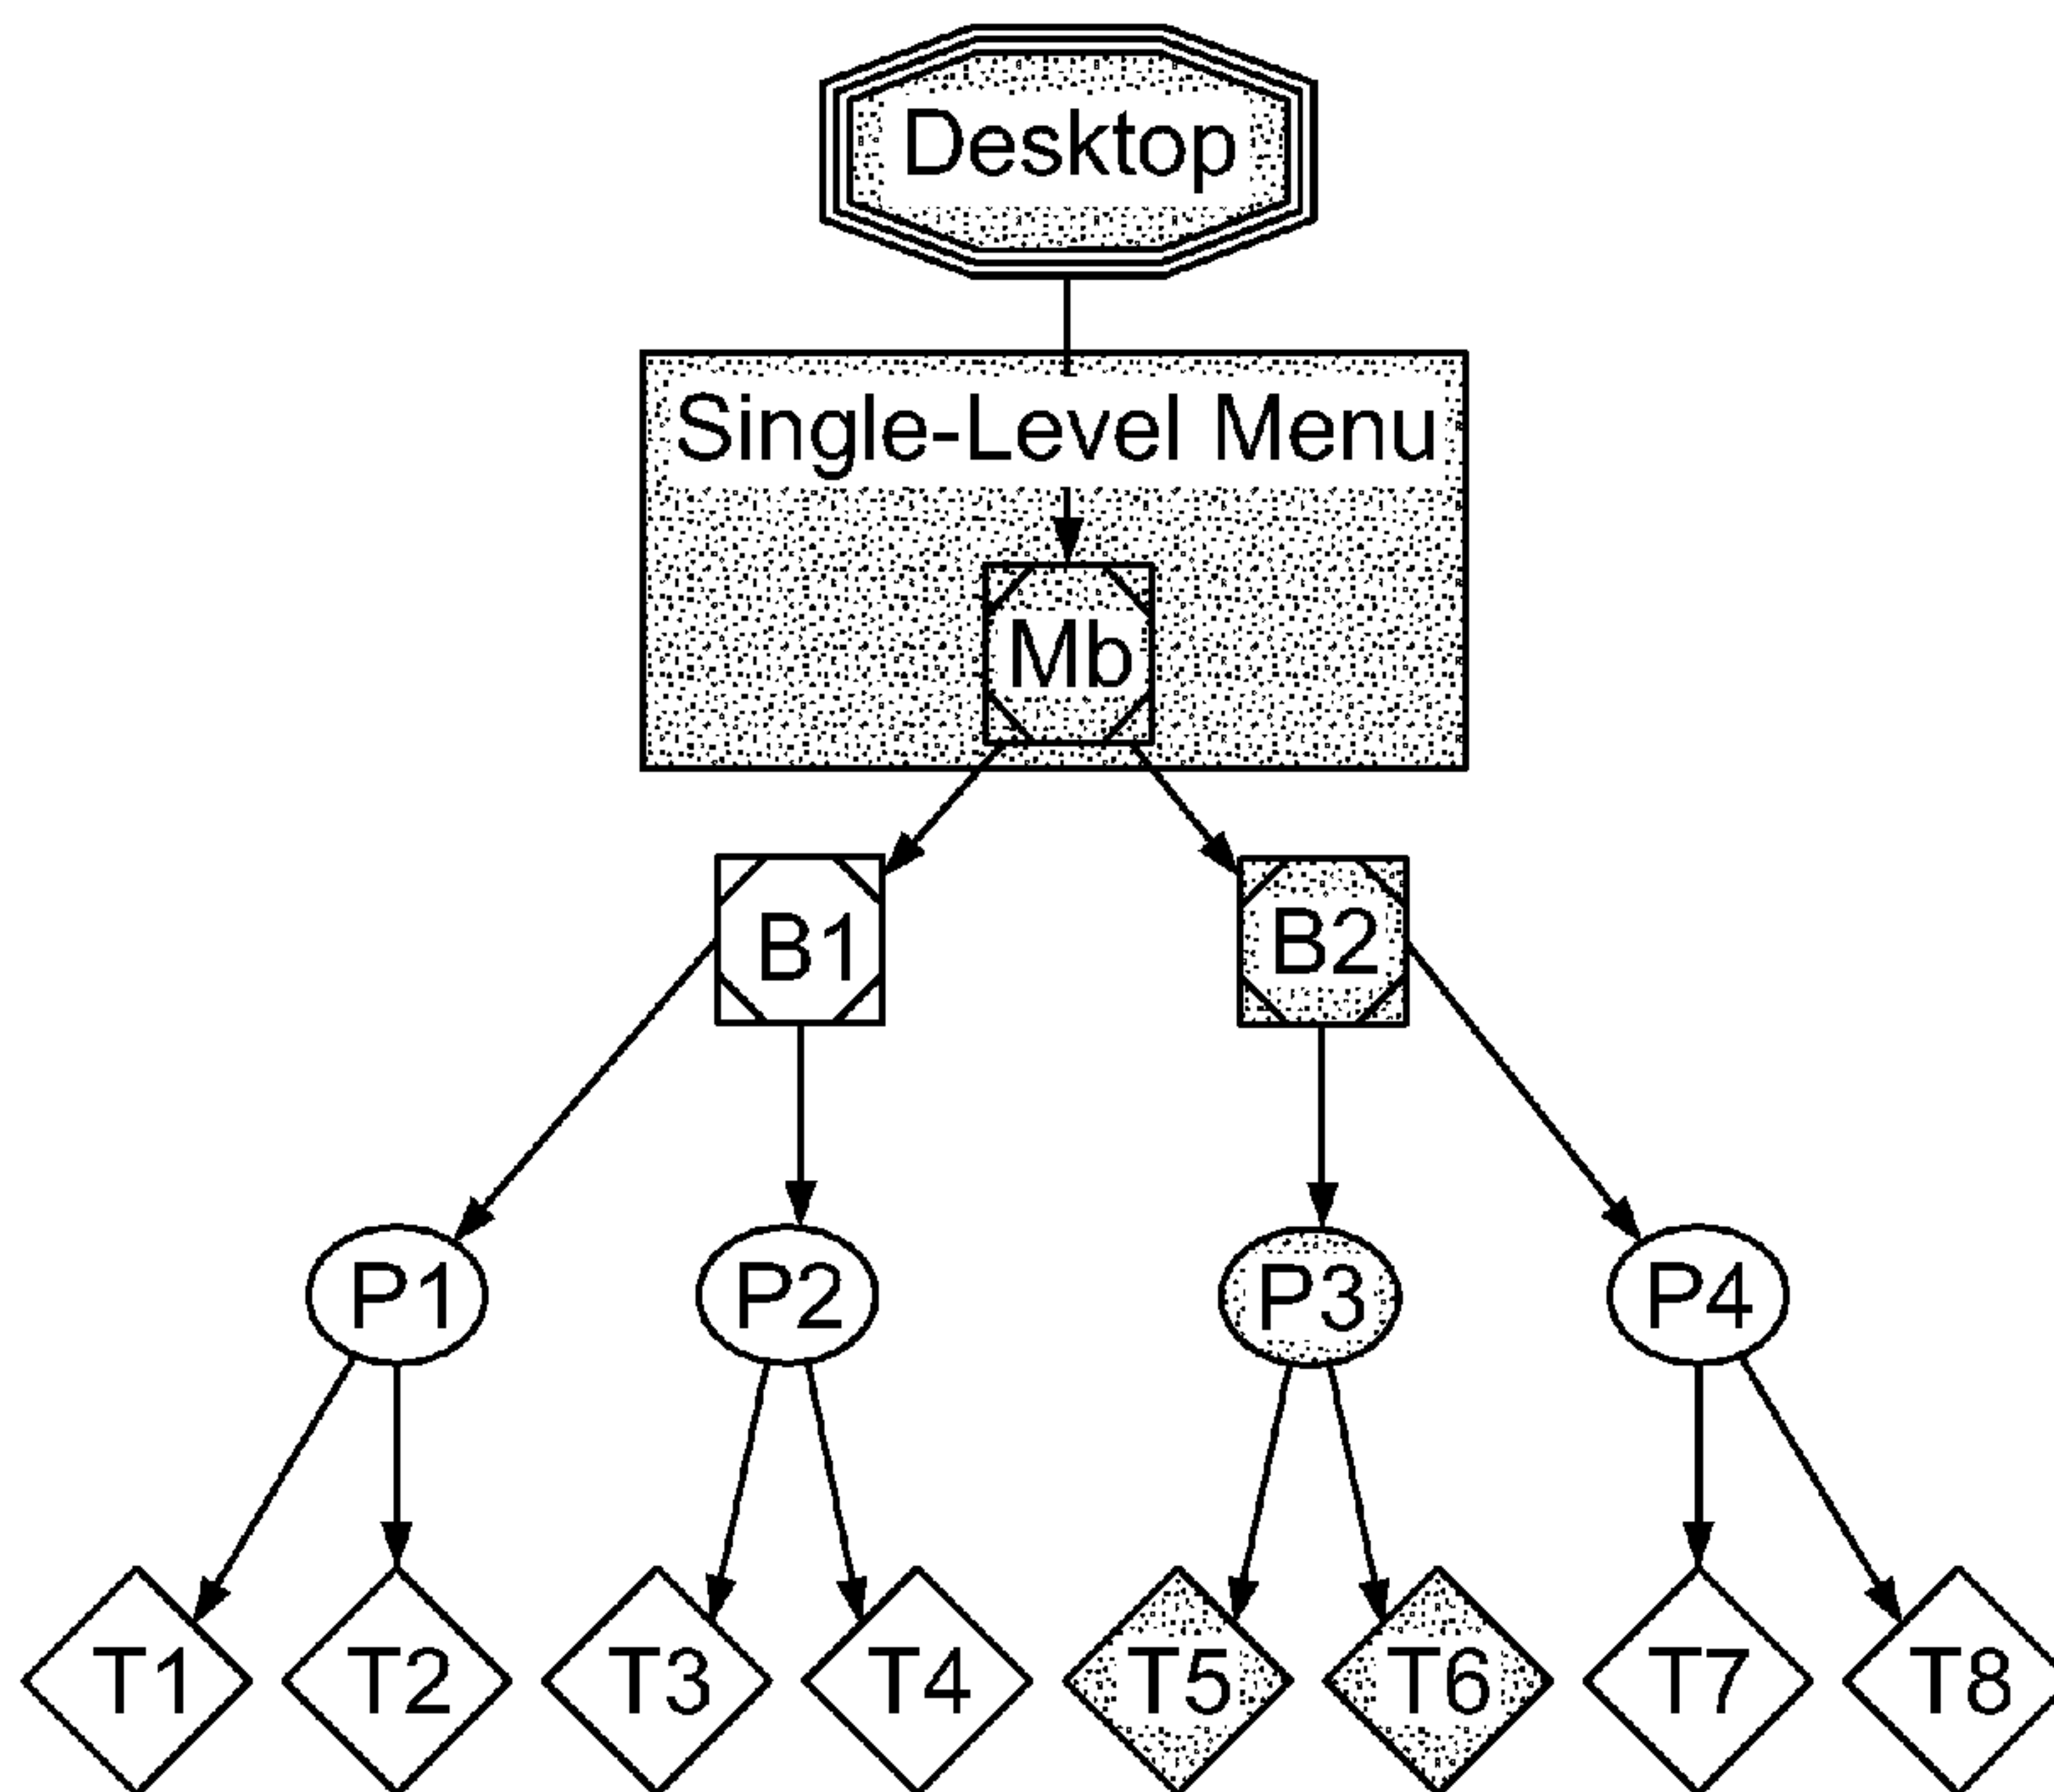 Desktop
Single-Level Menu
Mb
B1 B2
P1 P2 P3 P4
T1 T2 T3 T4 T5 T6 T7 T8